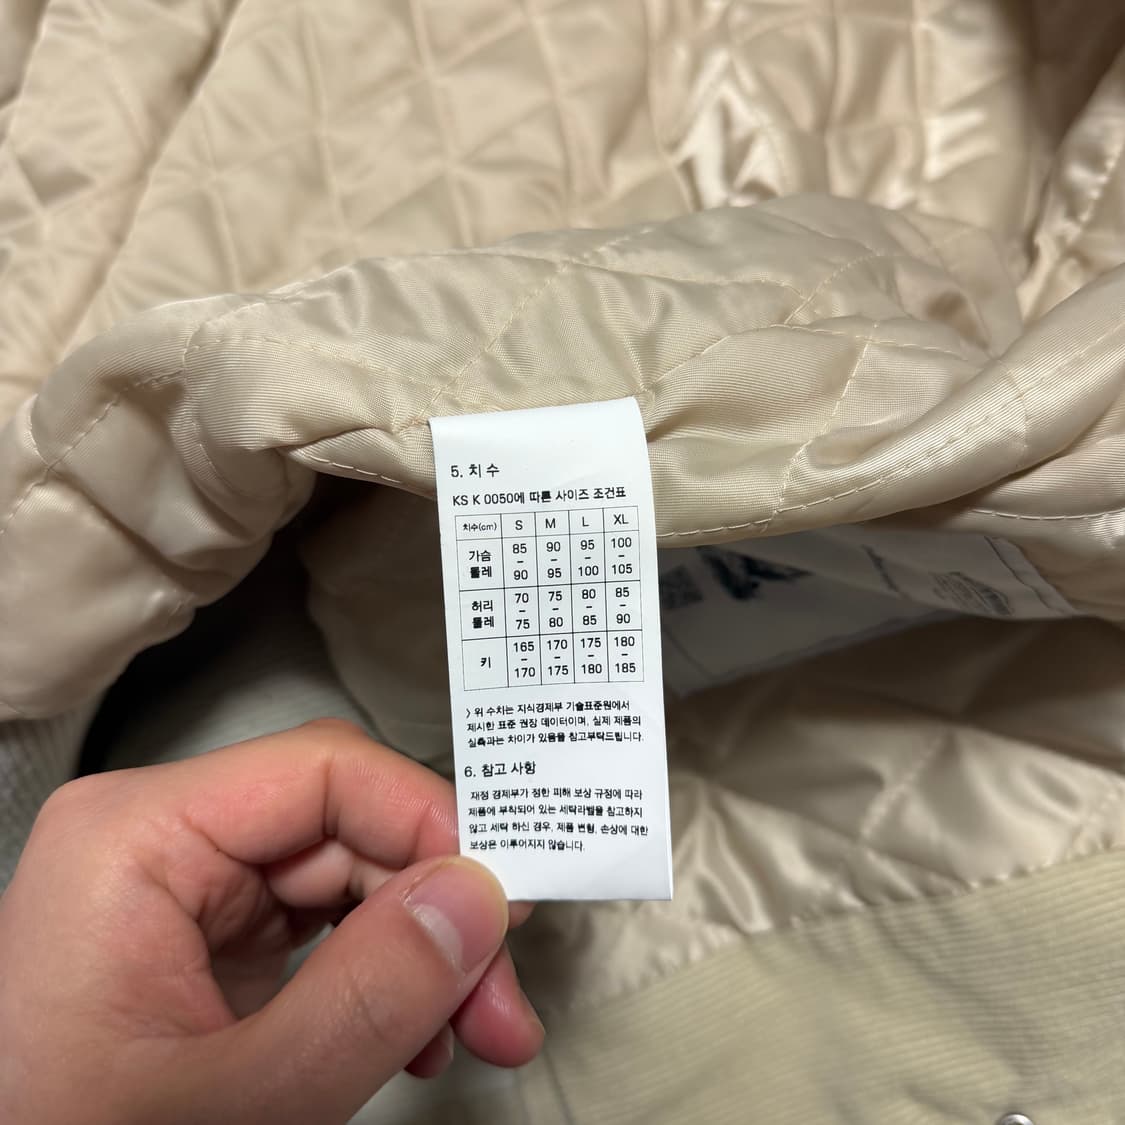 5. 치 수
KS K 0050에 따른 사이즈 조건표
치수(cm) S M L XL
가슴 둘레 85 - 90 90 - 95 95 - 100 100 - 105
허리 둘레 70 - 75 75 - 80 80 - 85 85 - 90
키 165 - 170 170 - 175 175 - 180 180 - 185
> 위 수치는 지식경제부 기술표준원에서
제시한 표준 권장 데이터이며, 실제 제품의
실측과는 차이가 있음을 참고부탁드립니다.
6. 참고 사항
재정 경제부가 정한 피해 보상 규정에 따라
제품에 부착되어 있는 세탁라벨을 참고하지
않고 세탁 하신 경우, 제품 변형, 손상에 대한
보상은 이루어지지 않습니다.